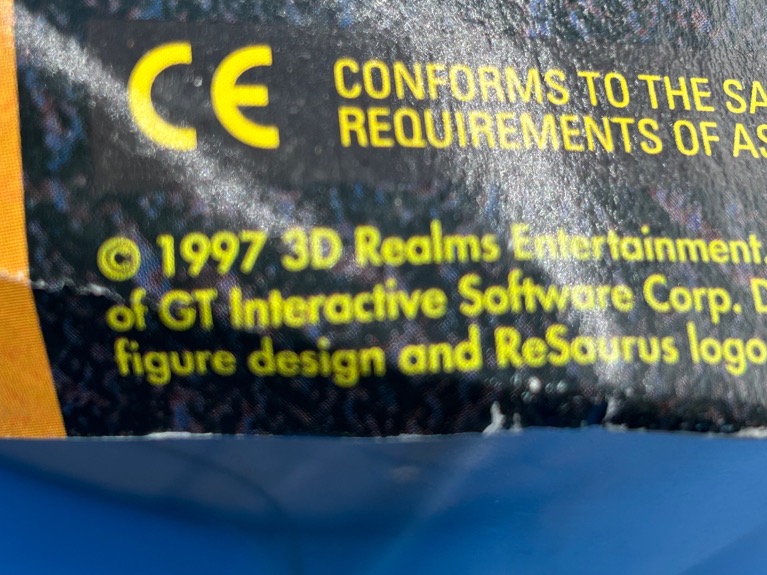 CE CONFORMS TO THE SA
REQUIREMENTS OF AS
© 1997 3D Realms Entertainment.
of GT Interactive Software Corp. D
figure design and ReSaurus logo